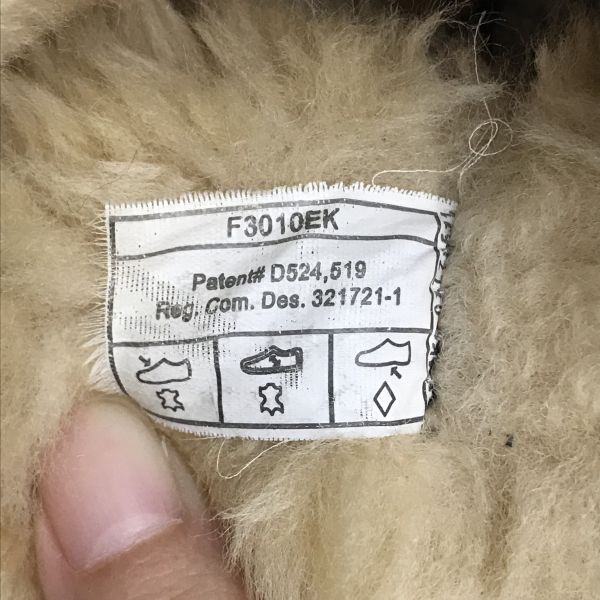 F3010EK
Patent# D524,519
Reg. Com. Des. 321721-1